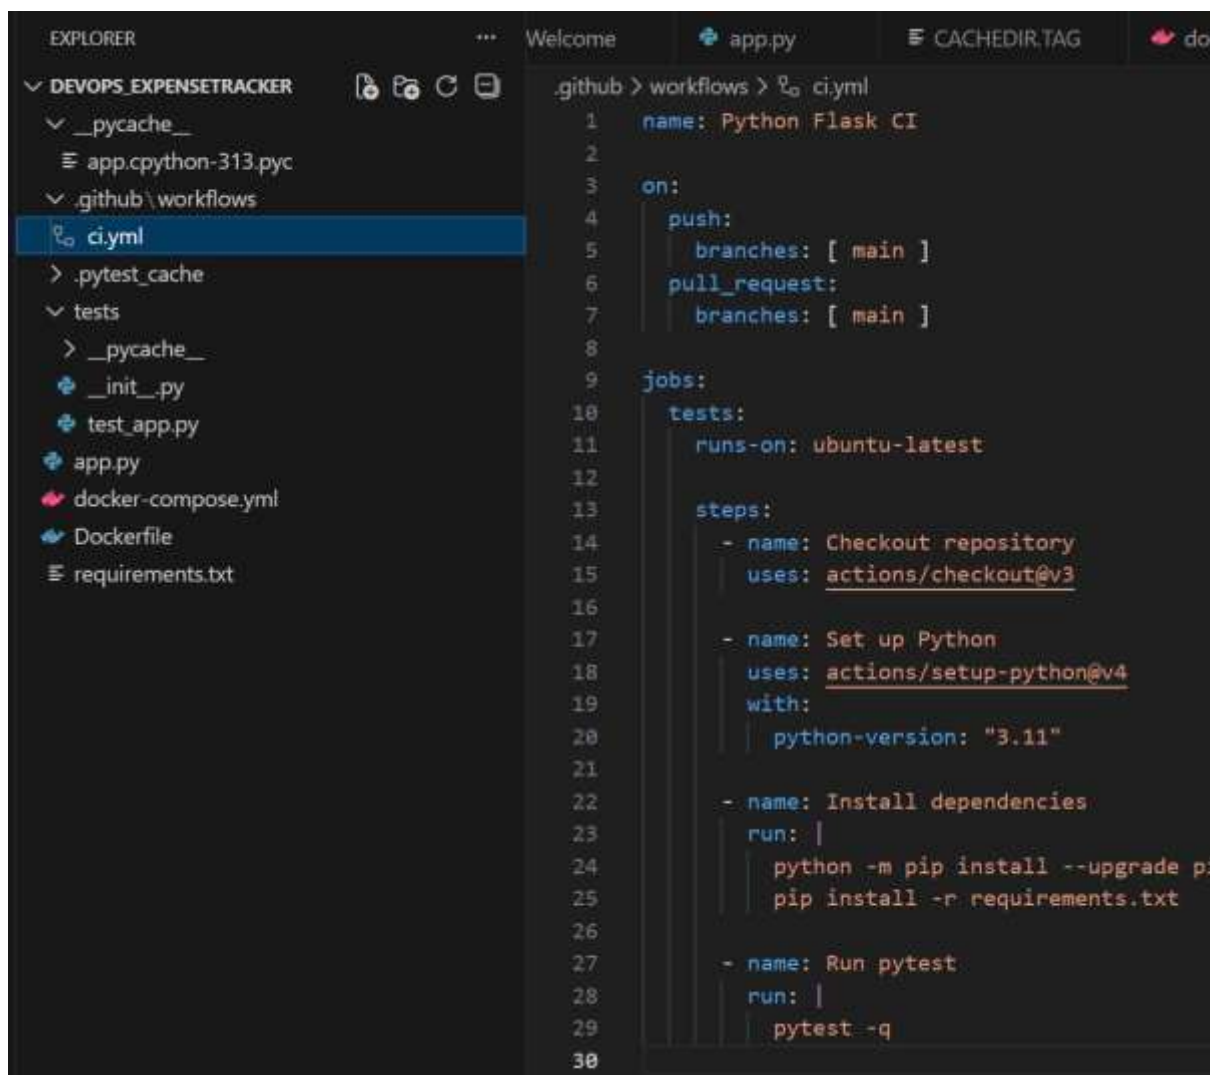 EXPLORER
DEVOPS_EXPENSETRACKER
__pycache__
app.cpython-313.pyc
.github\workflows
ci.yml
.pytest_cache
tests
__pycache__
__init__.py
test_app.py
app.py
docker-compose.yml
Dockerfile
requirements.txt
Welcome app.py CACHEDIR.TAG do
.github > workflows > ci.yml
1 name: Python Flask CI
2
3 on:
4 push:
5 branches: [ main ]
6 pull_request:
7 branches: [ main ]
8
9 jobs:
10 tests:
11 runs-on: ubuntu-latest
12
13 steps:
14 - name: Checkout repository
15 uses: actions/checkout@v3
16
17 - name: Set up Python
18 uses: actions/setup-python@v4
19 with:
20 python-version: "3.11"
21
22 - name: Install dependencies
23 run: |
24 python -m pip install --upgrade pi
25 pip install -r requirements.txt
26
27 - name: Run pytest
28 run: |
29 pytest -q
30